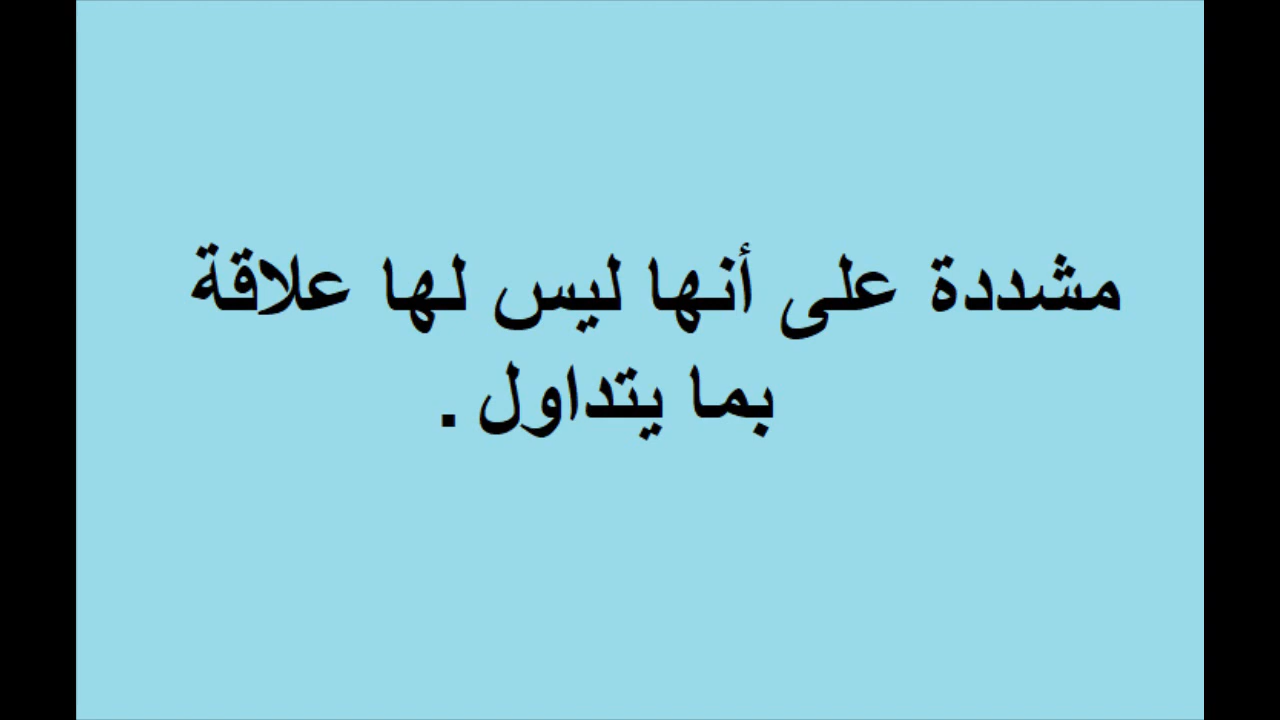 مشددة على أنها ليس لها علاقة
بما يتداول .